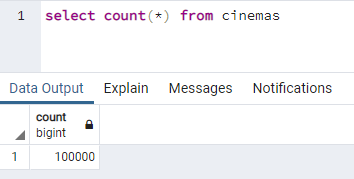 1 select count(*) from cinemas
Data Output Explain Messages Notifications
count
bigint
1 100000